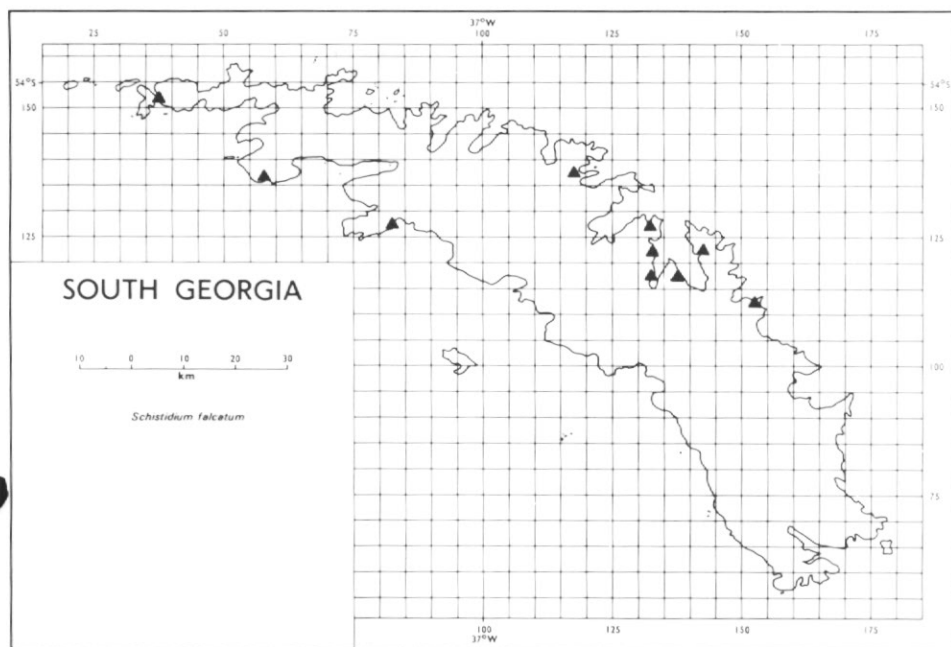 37°W
25 50 75 100 125 150 175
54°S 54°S
150 150
125 125
SOUTH GEORGIA
10 0 10 20 30
km
100
Schistidium falcatum
75
100 125 150 175
37°W